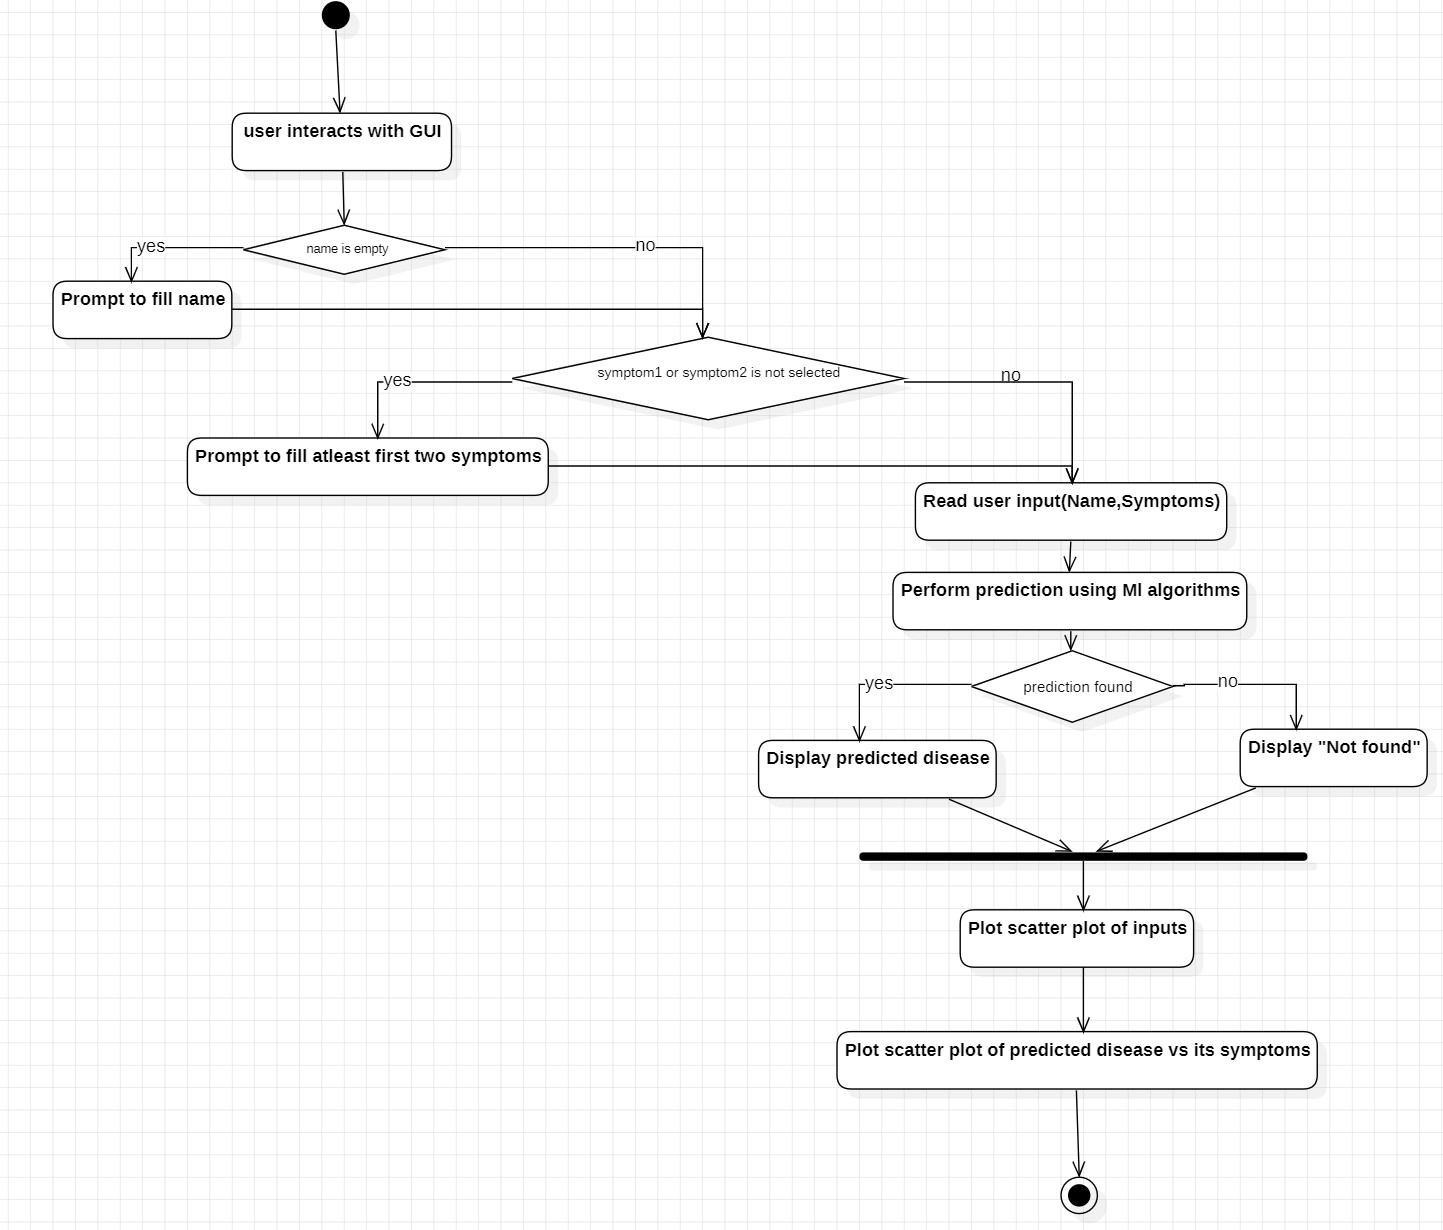 user interacts with GUI
yes
name is empty
no
Prompt to fill name
yes
symptom1 or symptom2 is not selected
no
Prompt to fill atleast first two symptoms
Read user input(Name,Symptoms)
Perform prediction using Ml algorithms
yes
prediction found
no
Display predicted disease
Display "Not found"
Plot scatter plot of inputs
Plot scatter plot of predicted disease vs its symptoms